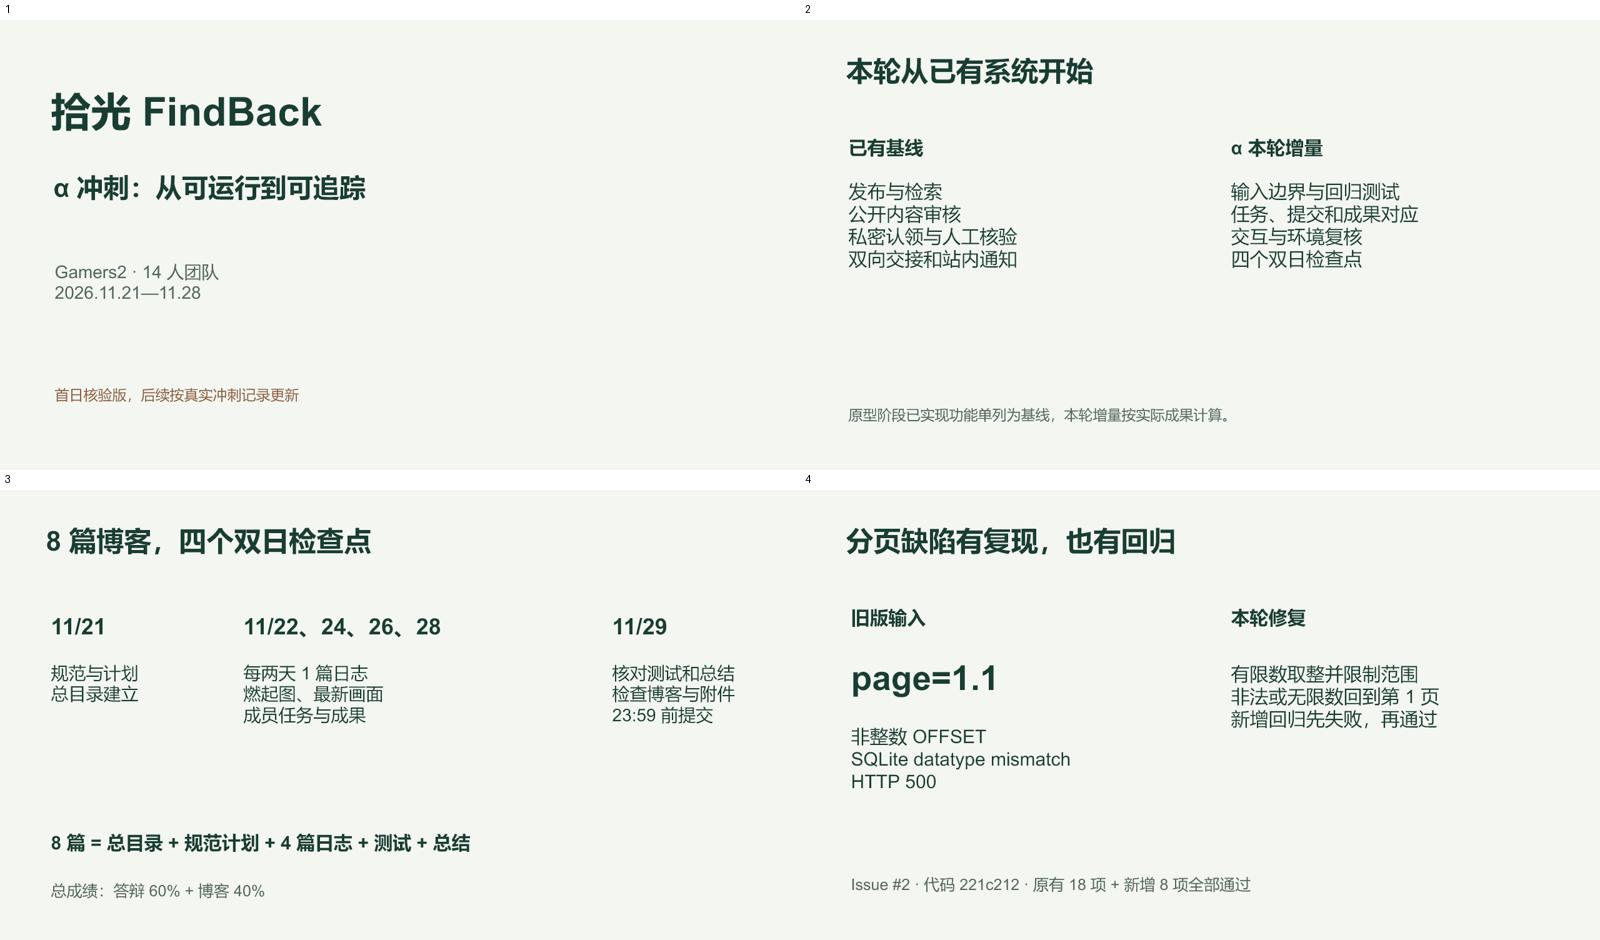 1
拾光 FindBack
α 冲刺：从可运行到可追踪
Gamers2 · 14 人团队
2026.11.21—11.28
首日核验版，后续按真实冲刺记录更新
2
本轮从已有系统开始
已有基线
发布与检索
公开内容审核
私密认领与人工核验
双向交接和站内通知
α 本轮增量
输入边界与回归测试
任务、提交和成果对应
交互与环境复核
四个双日检查点
原型阶段已实现功能单列为基线，本轮增量按实际成果计算。
3
8 篇博客，四个双日检查点
11/21
规范与计划
总目录建立
11/22、24、26、28
每两天 1 篇日志
燃起图、最新画面
成员任务与成果
11/29
核对测试和总结
检查博客与附件
23:59 前提交
8 篇 = 总目录 + 规范计划 + 4 篇日志 + 测试 + 总结
总成绩：答辩 60% + 博客 40%
4
分页缺陷有复现，也有回归
旧版输入
page=1.1
非整数 OFFSET
SQLite datatype mismatch
HTTP 500
本轮修复
有限数取整并限制范围
非法或无限数回到第 1 页
新增回归先失败，再通过
Issue #2 · 代码 221c212 · 原有 18 项 + 新增 8 项全部通过